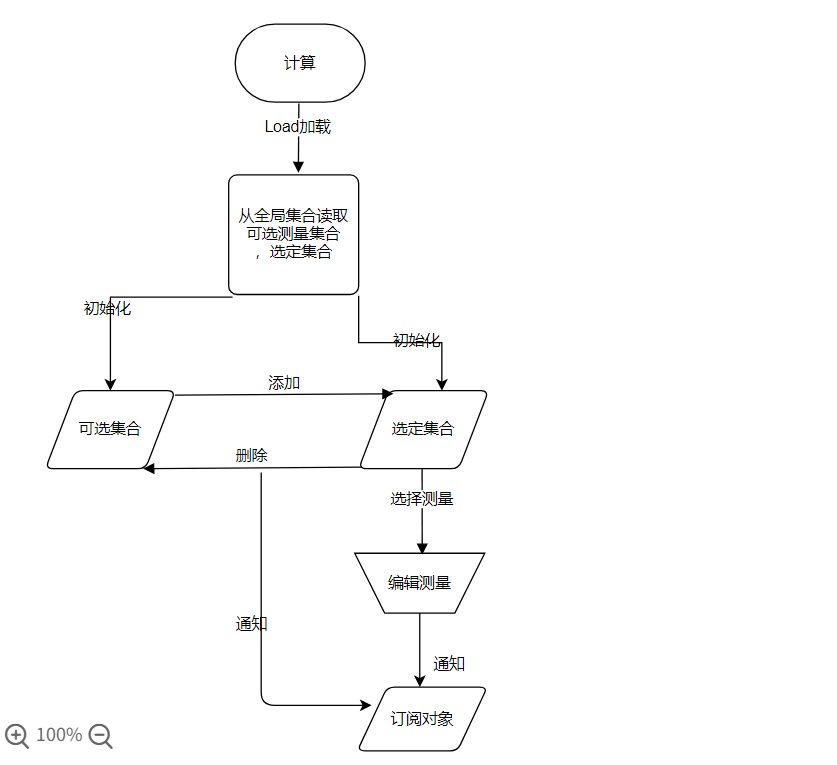 计算
Load加载
从全局集合读取
可选测量集合
，选定集合
初始化
初始化
添加
可选集合
选定集合
删除
选择测量
编辑测量
通知
通知
订阅对象
100%